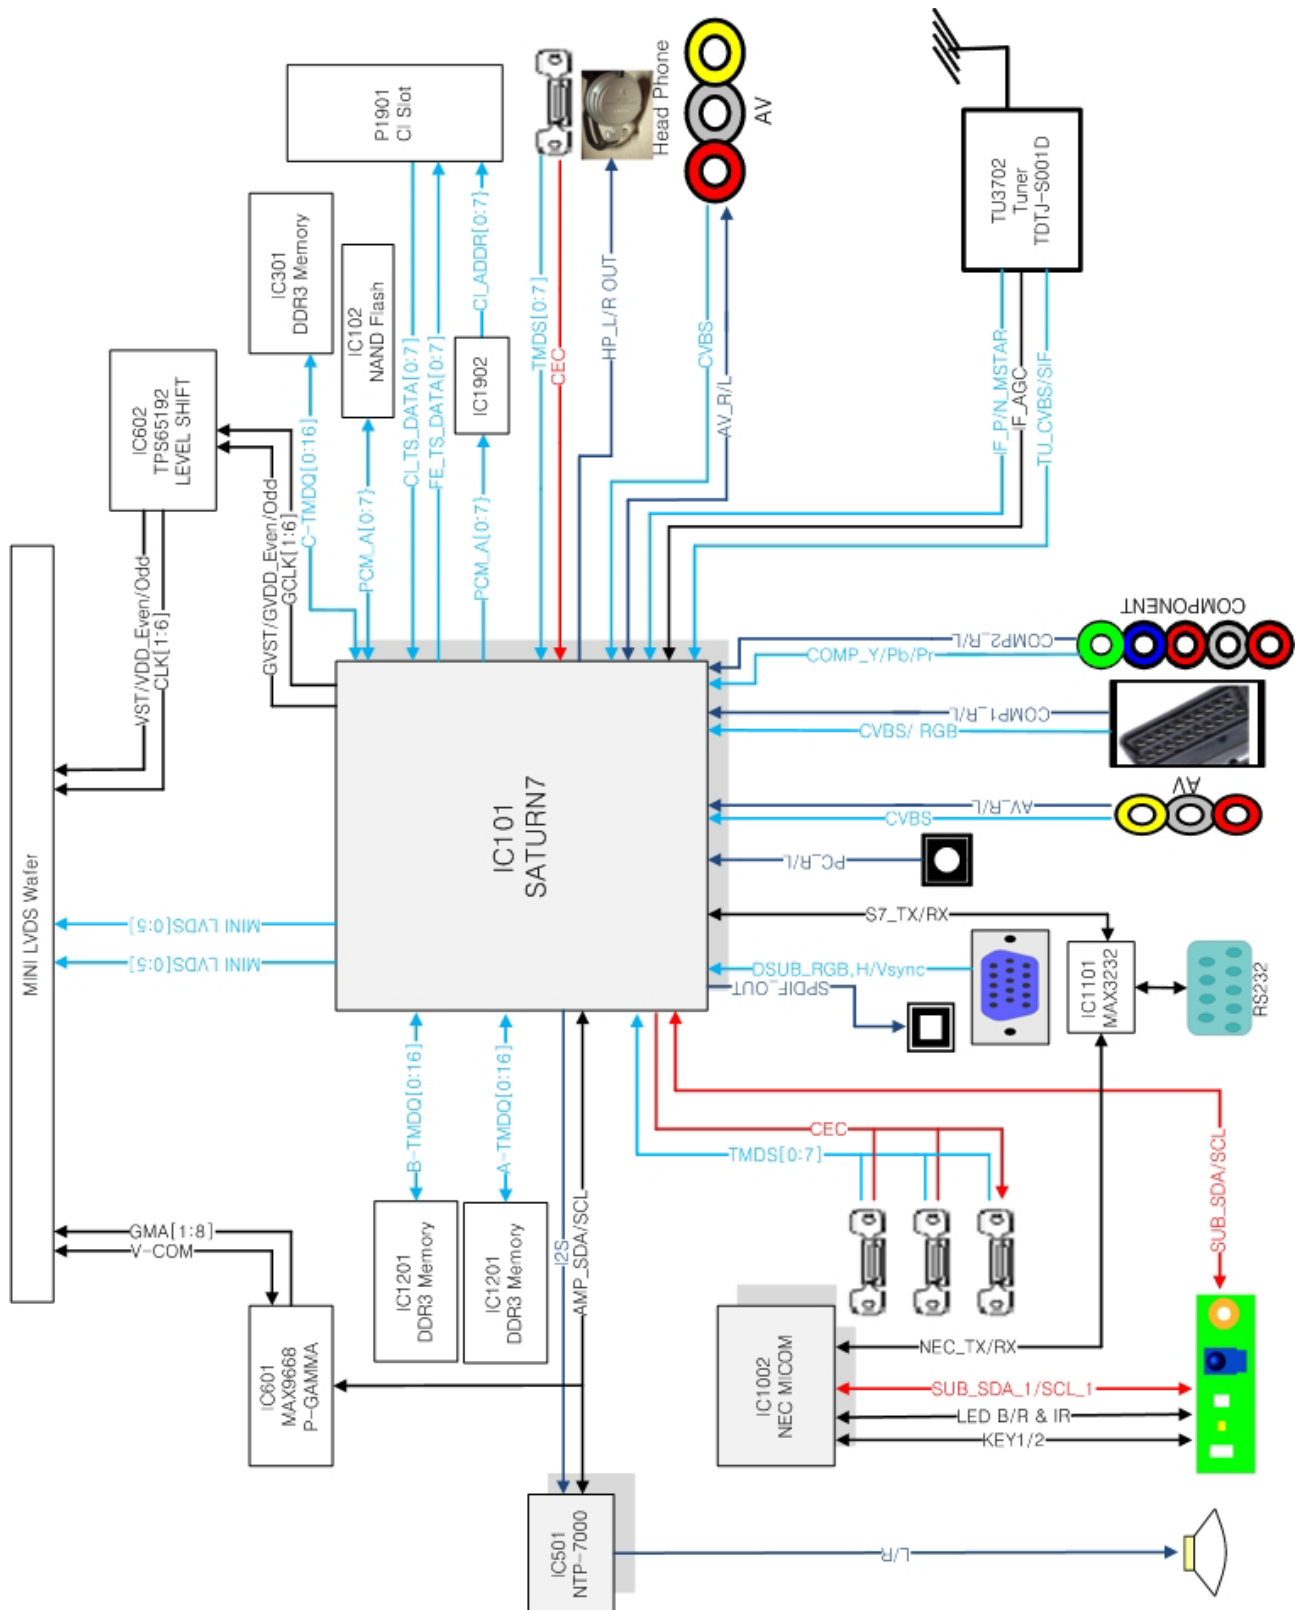 P1901
CI Slot
Head Phone
AV
IC301
DDR3 Memory
IC102
NAND Flash
TU3702
Tuner
TDTJ-S001D
IC602
TPS65192
LEVEL SHIFT
IC1902
CI_ADDR[0:7}
TMDS[0:7]
CEC
HP_L/R OUT
CVBS
AV_R/L
IF_P/N_MSTAR
IF_AGC
TU_CVBS/SIF
C-TMDQ[0:16]
PCM_A[0:7}
CI_TS_DATA[0:7}
FE_TS_DATA[0:7}
PCM_A[0:7}
GVST/GVDD_Even/Odd
GCLK[1:6]
VST/VDD_Even/Odd
CLK[1:6]
MINI LVDS Wafer
IC101
SATURN7
COMPONENT
COMP2_R/L
COMP_Y/Pb/Pr
COMP1_R/L
CVBS/ RGB
AV
AV_R/L
CVBS
PC_R/L
MINI LVDS[0:5]
MINI LVDS[0:5]
S7_TX/RX
DSUB_RGB,H/Vsync
SPDIF_OUT
IC1101
MAX3232
RS232
B-TMDQ[0:16]
A-TMDQ[0:16]
I2S
AMP_SDA/SCL
CEC
TMDS[0:7]
SUB_SDA/SCL
GMA[1:8]
V-COM
IC1201
DDR3 Memory
IC1201
DDR3 Memory
IC601
MAX9668
P-GAMMA
IC1002
NEC MICOM
NEC_TX/RX
SUB_SDA_1/SCL_1
LED B/R & IR
KEY1/2
IC501
NTP-7000
L/R